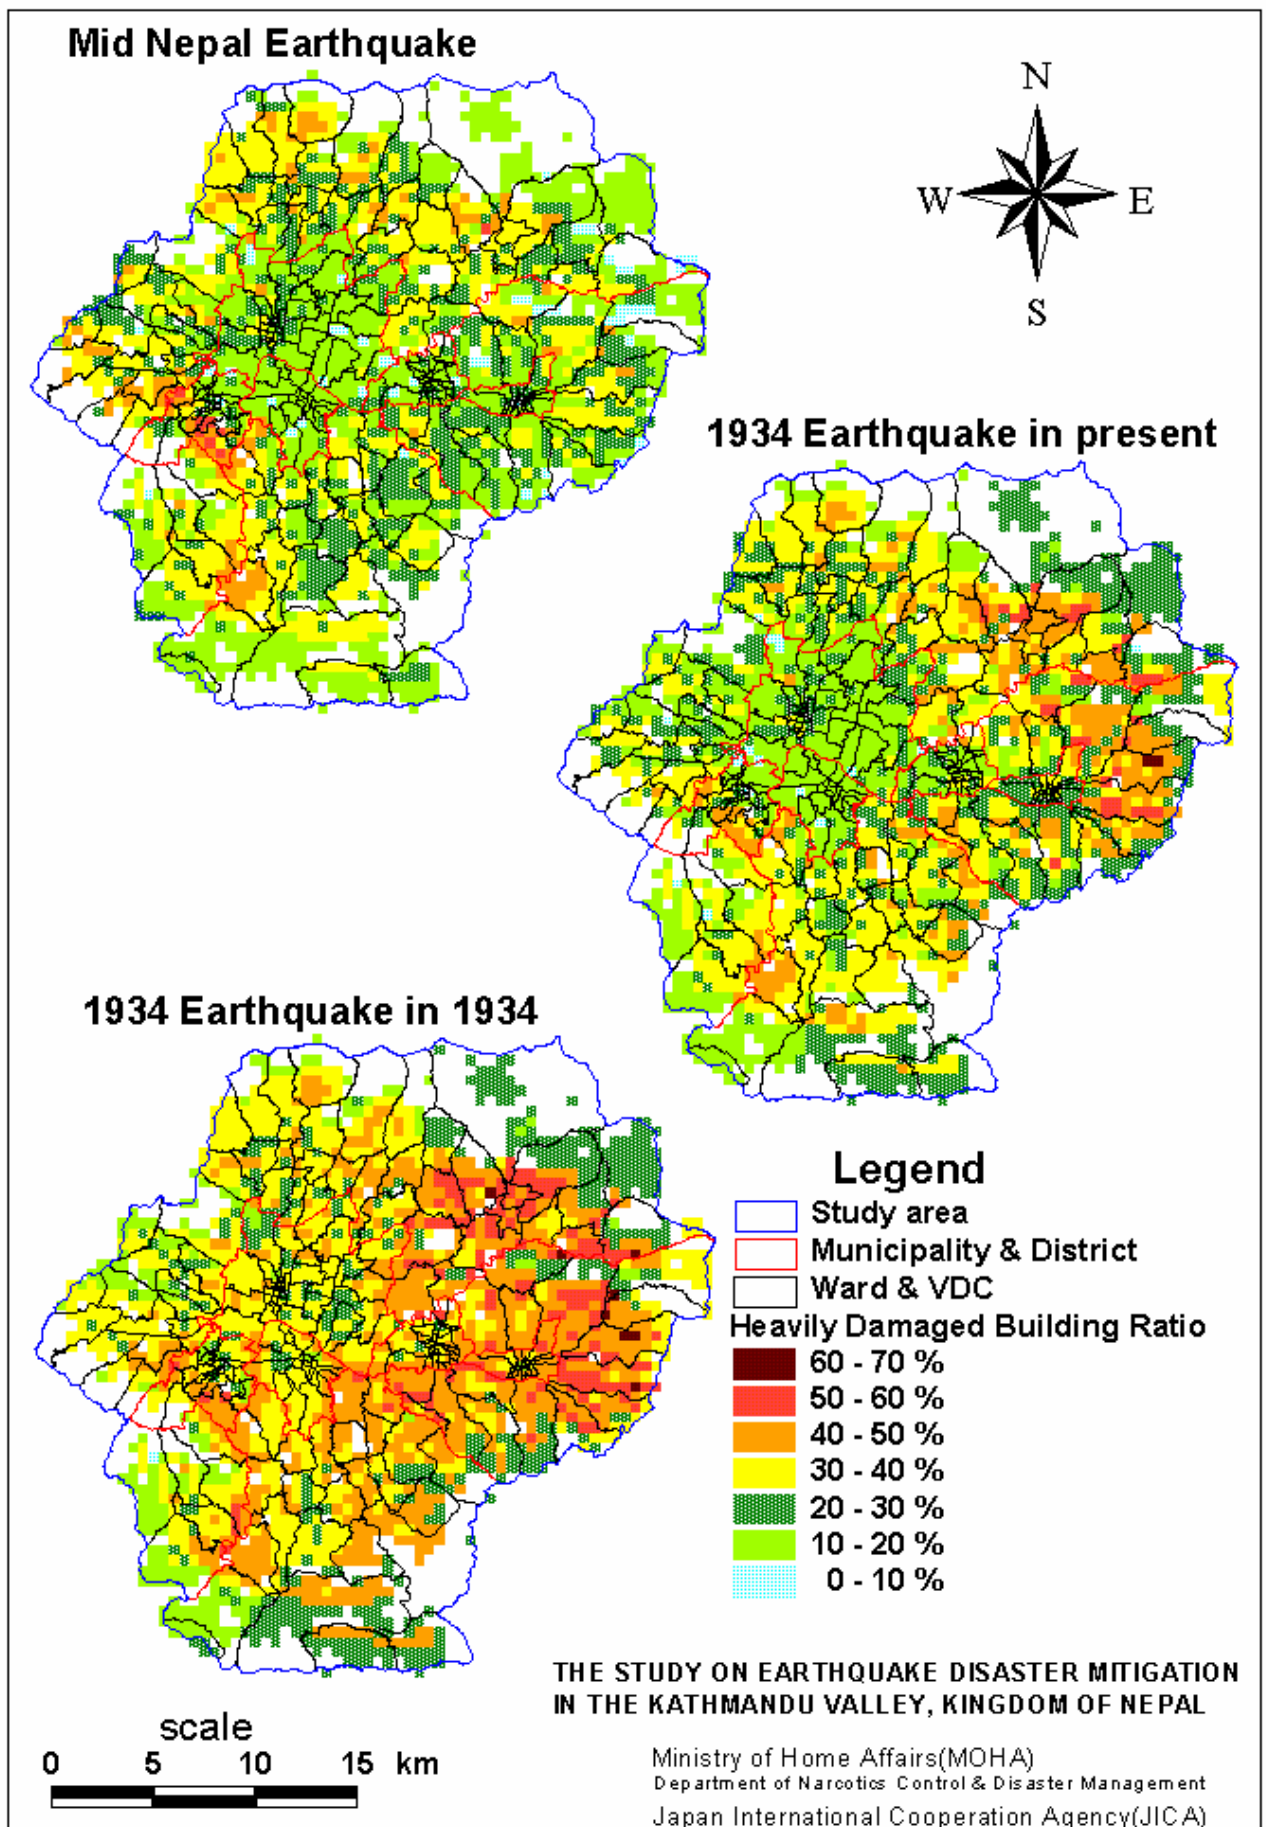 Mid Nepal Earthquake
N
W
E
S
1934 Earthquake in present
1934 Earthquake in 1934
Legend
Study area
Municipality & District
Ward & VDC
Heavily Damaged Building Ratio
60 - 70 %
50 - 60 %
40 - 50 %
30 - 40 %
20 - 30 %
10 - 20 %
0 - 10 %
THE STUDY ON EARTHQUAKE DISASTER MITIGATION
IN THE KATHMANDU VALLEY, KINGDOM OF NEPAL
scale
0 5 10 15 km
Ministry of Home Affairs(MOHA)
Department of Narcotics Control & Disaster Management
Japan International Cooperation Agency(JICA)